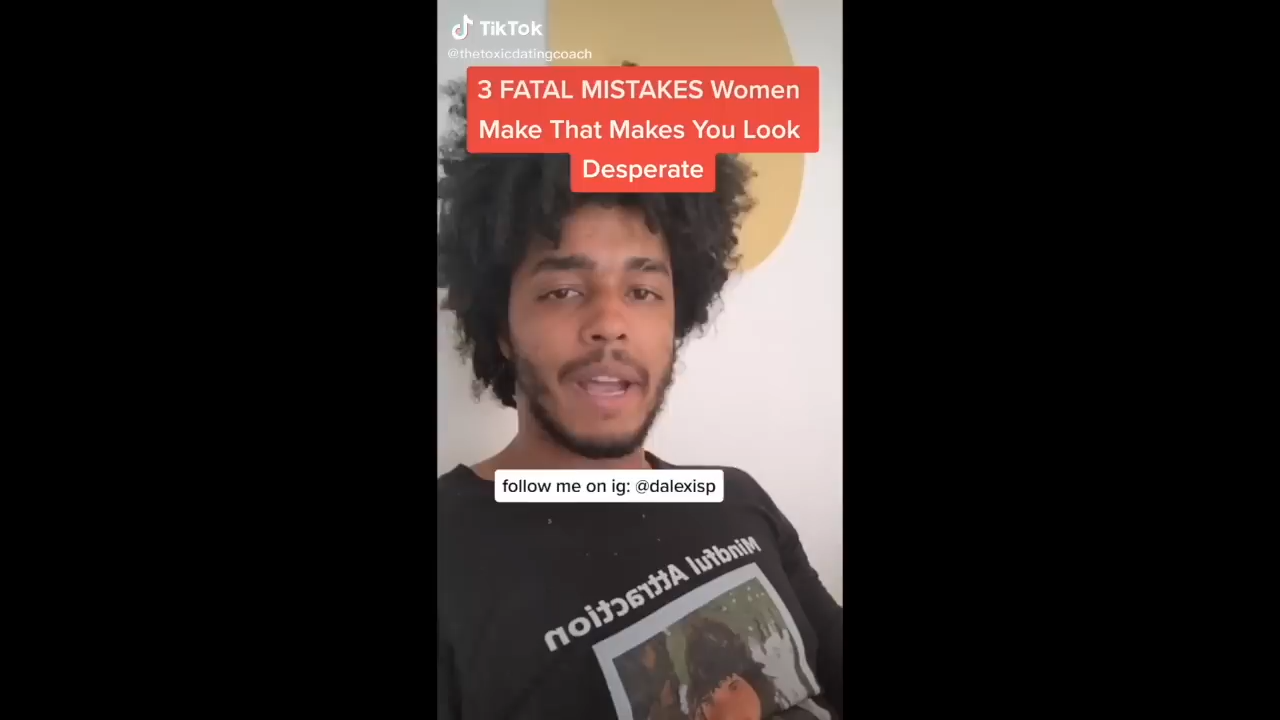 TikTok
@thetoxicdatingcoach
3 FATAL MISTAKES Women
Make That Makes You Look
Desperate
follow me on ig: @dalexisp
Mindful Attraction